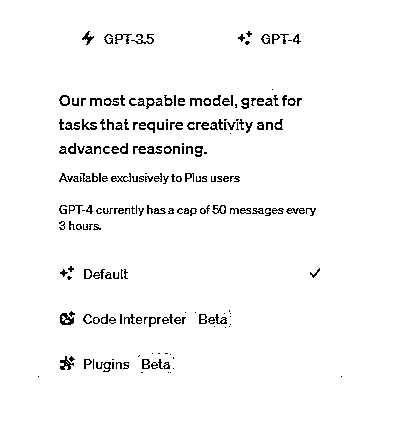 GPT-3.5 GPT-4
Our most capable model, great for
tasks that require creativity and
advanced reasoning.
Available exclusively to Plus users
GPT-4 currently has a cap of 50 messages every
3 hours.
Default
Code Interpreter Beta
Plugins Beta